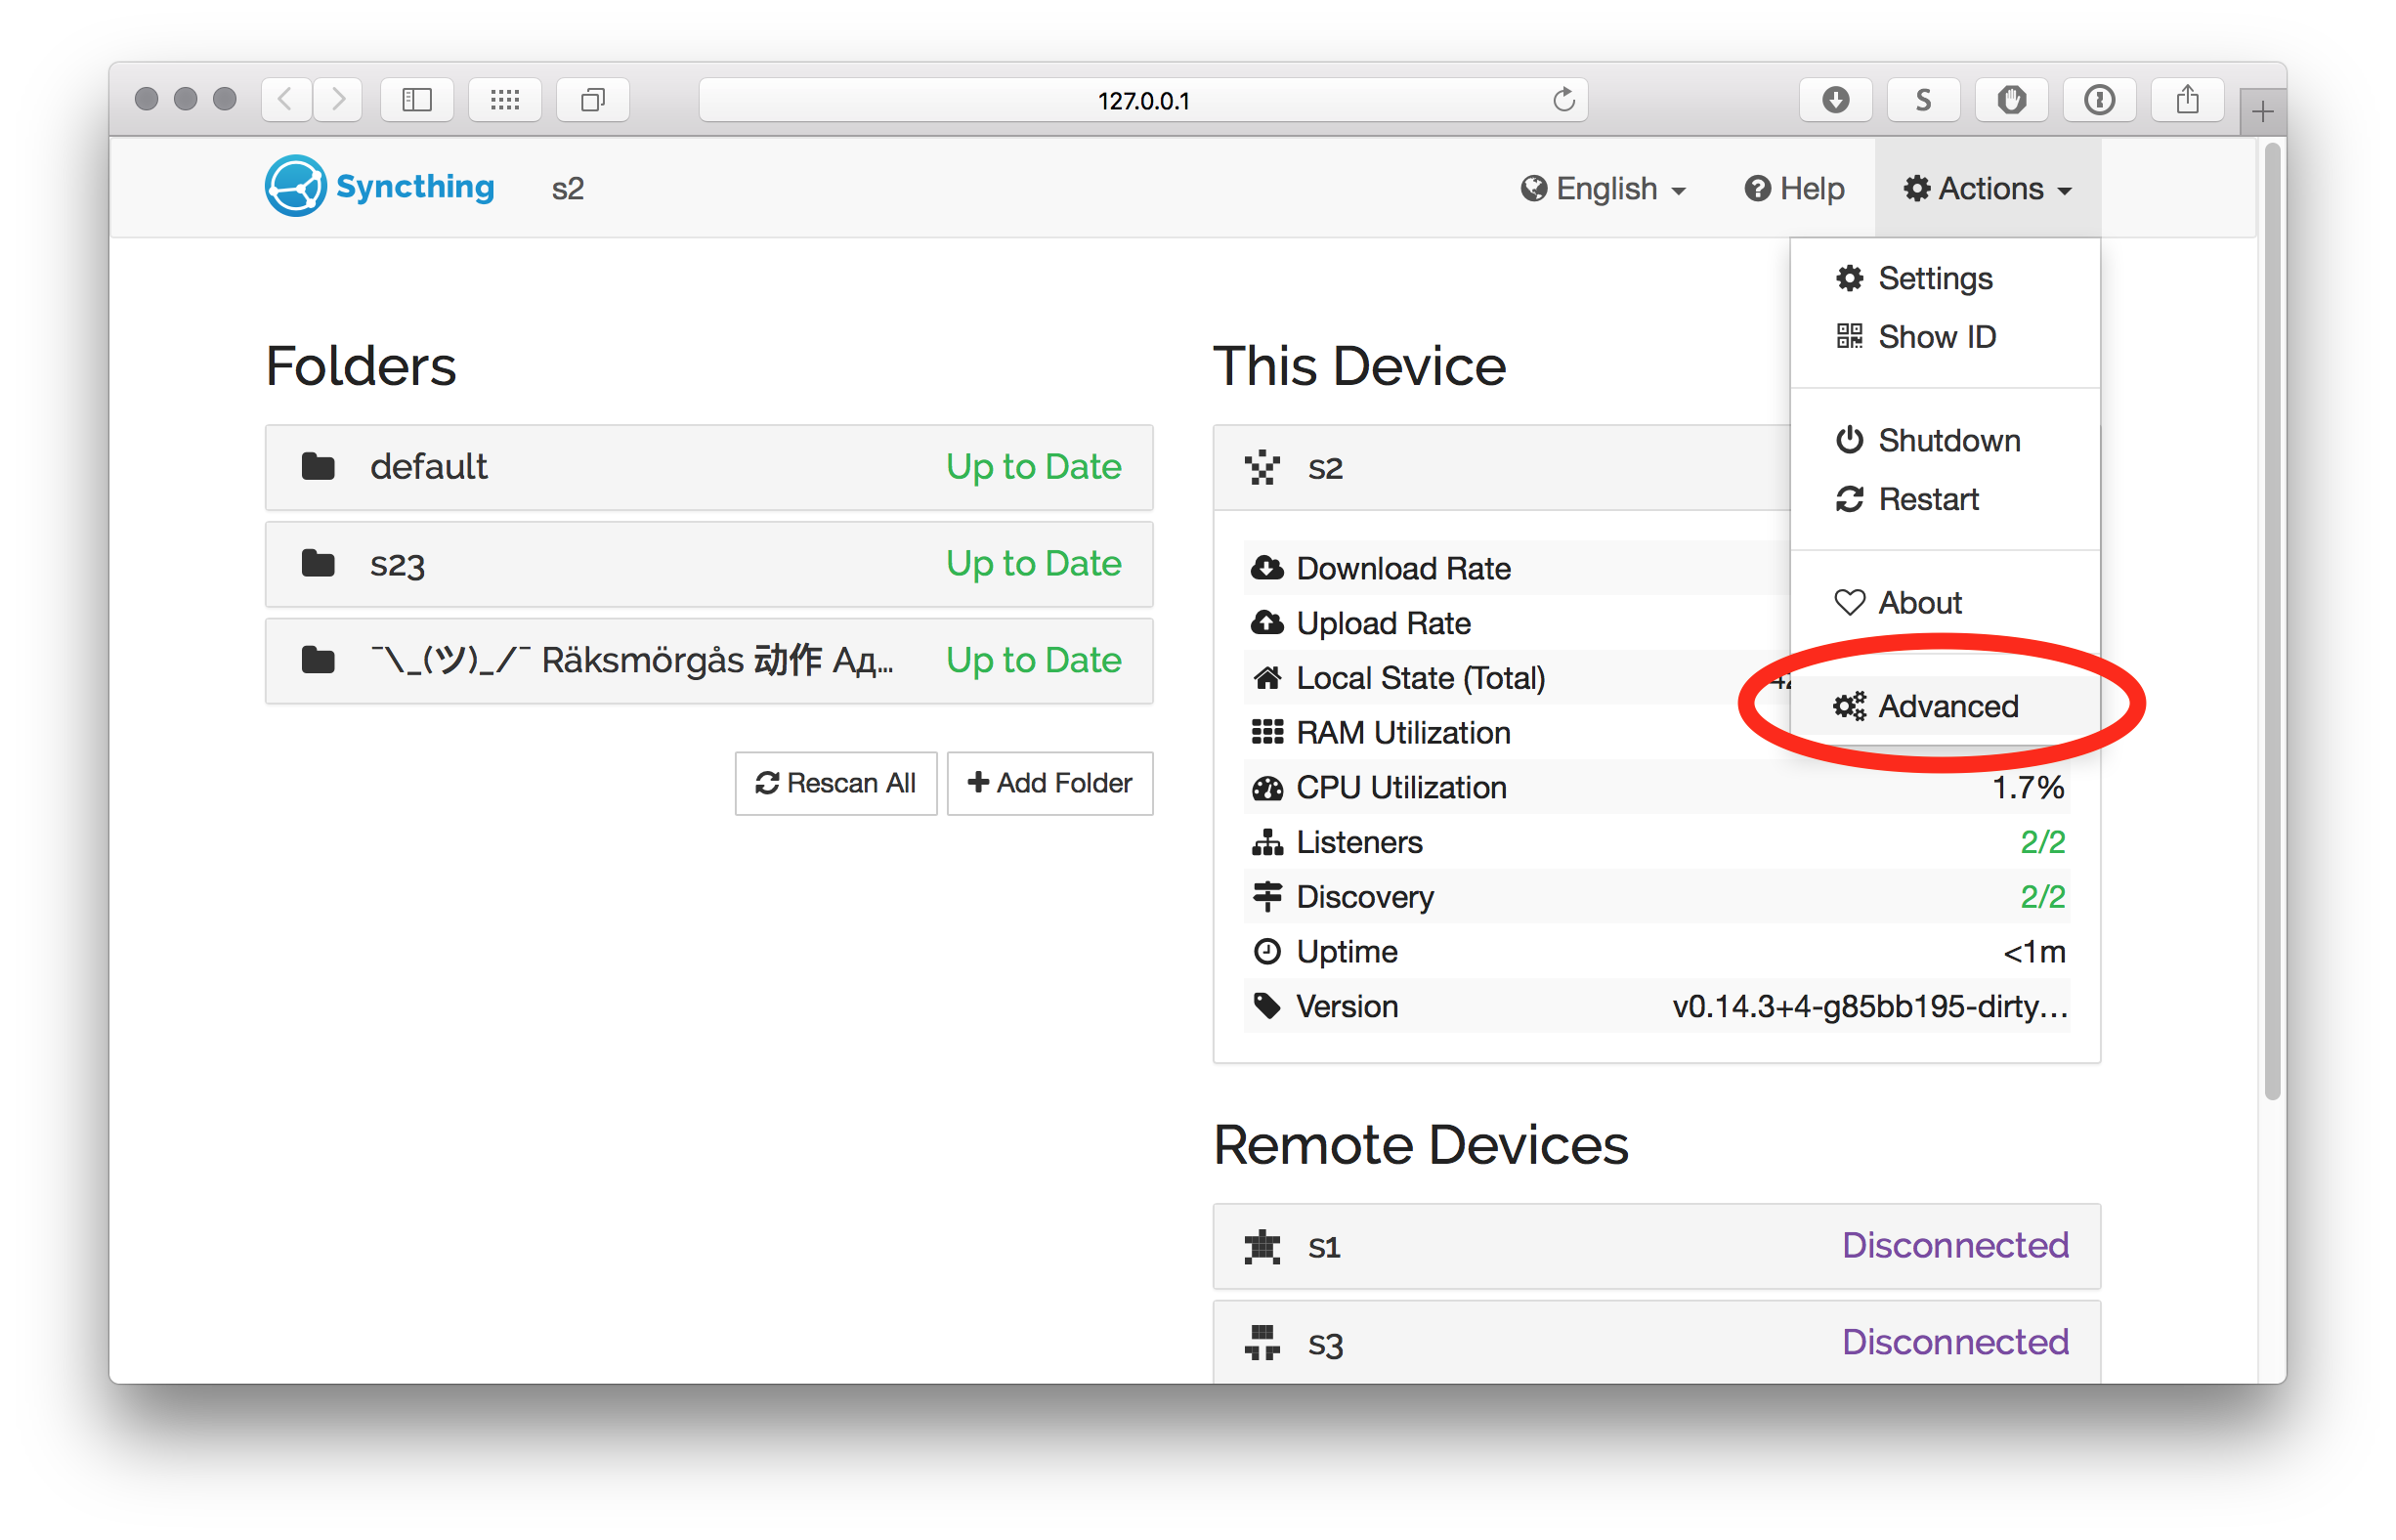 127.0.0.1
S
Syncthing s2 English Help Actions
Settings
Show ID
Shutdown
Restart
About
Advanced
Folders
default Up to Date
s23 Up to Date
¯\_(ツ)_/¯ Räksmörgås 动作 Ад... Up to Date
Rescan All Add Folder
This Device
s2
Download Rate
Upload Rate
Local State (Total)
RAM Utilization
CPU Utilization 1.7%
Listeners 2/2
Discovery 2/2
Uptime <1m
Version v0.14.3+4-g85bb195-dirty...
Remote Devices
s1 Disconnected
s3 Disconnected